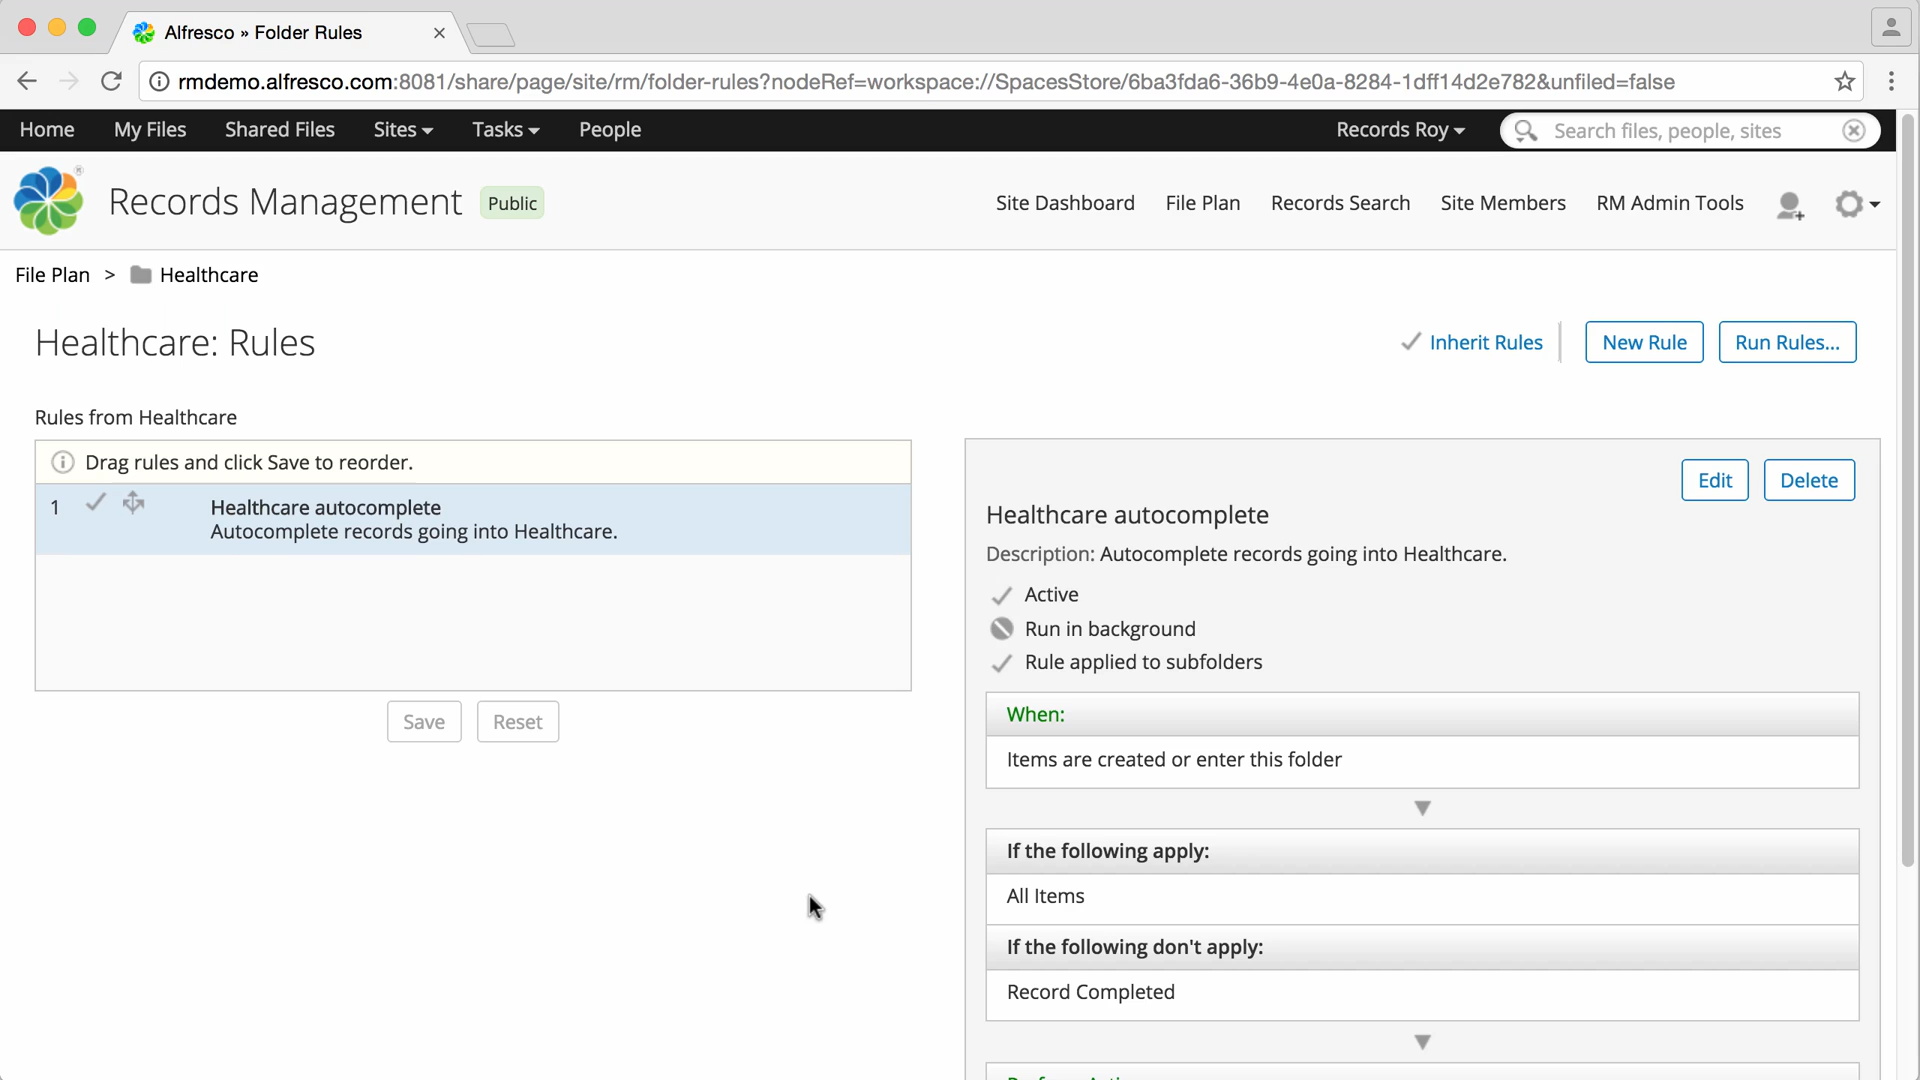 Alfresco » Folder Rules
rmdemo.alfresco.com:8081/share/page/site/rm/folder-rules?nodeRef=workspace://SpacesStore/6ba3fda6-36b9-4e0a-8284-1dff14d2e782&unfiled=false
Home My Files Shared Files Sites Tasks People Records Roy Search files, people, sites
Records Management Public Site Dashboard File Plan Records Search Site Members RM Admin Tools
File Plan > Healthcare
Healthcare: Rules Inherit Rules New Rule Run Rules...
Rules from Healthcare
Drag rules and click Save to reorder.
1 Healthcare autocomplete
Autocomplete records going into Healthcare.
Save Reset
Edit Delete
Healthcare autocomplete
Description: Autocomplete records going into Healthcare.
Active
Run in background
Rule applied to subfolders
When:
Items are created or enter this folder
If the following apply:
All Items
If the following don't apply:
Record Completed